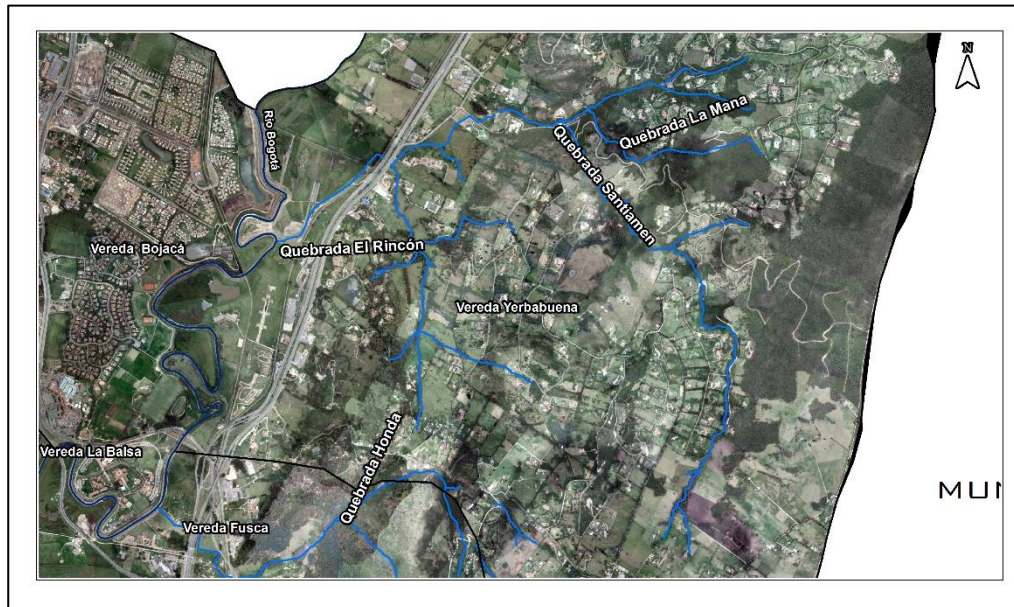 N
Río Bogotá
Quebrada La Mana
Quebrada Santiamen
Vereda Bojacá
Quebrada El Rincón
Vereda Yerbabuena
Quebrada Honda
Vereda La Balsa
Vereda Fusca
MUN